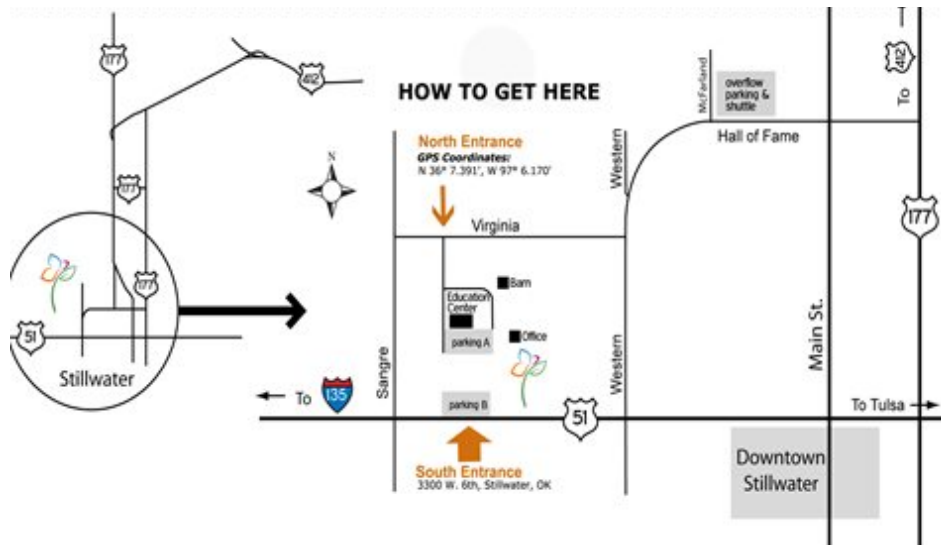 177
412
177
177
51
Stillwater
N
HOW TO GET HERE
North Entrance
GPS Coordinates:
N 36° 7.391', W 97° 6.170'
Virginia
Western
McFarland
overflow
parking &
shuttle
Hall of Fame
To 412
177
Barn
Education
Center
parking A
Office
Sangre
Western
Main St.
To 135
parking B
51
To Tulsa
South Entrance
3300 W. 6th, Stillwater, OK
Downtown
Stillwater